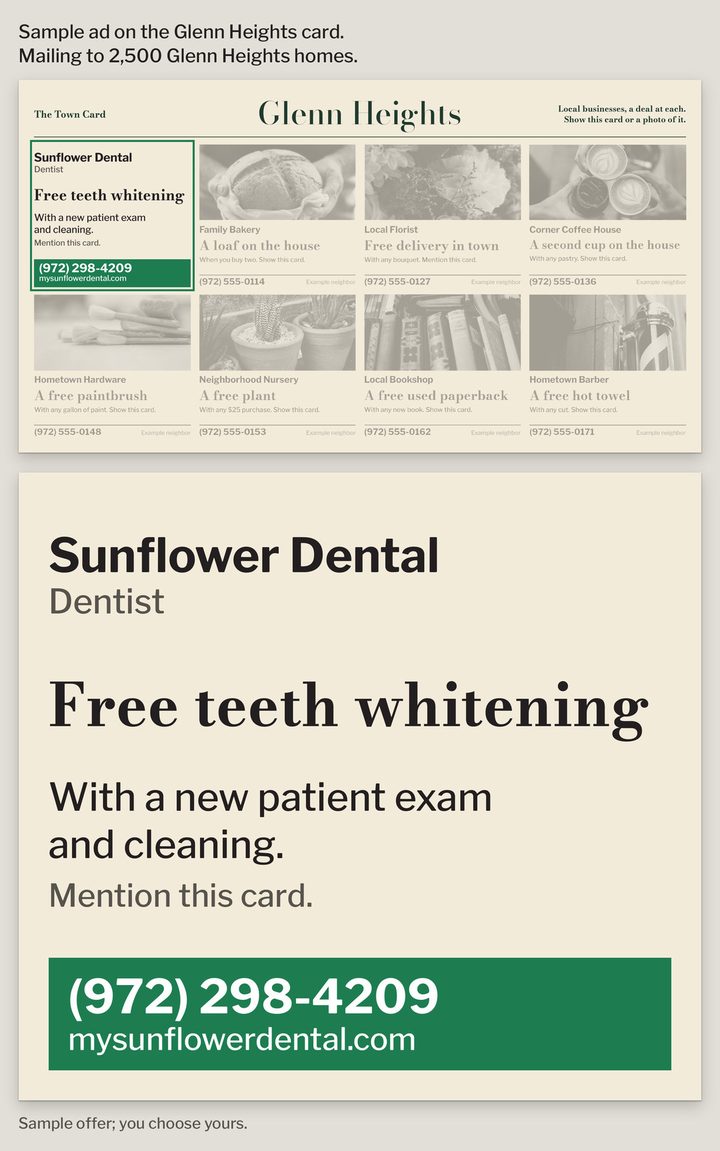 Sample ad on the Glenn Heights card.
Mailing to 2,500 Glenn Heights homes.
The Town Card
Glenn Heights
Local businesses, a deal at each.
Show this card or a photo of it.
Sunflower Dental
Dentist
Free teeth whitening
With a new patient exam
and cleaning.
Mention this card.
(972) 298-4209
mysunflowerdental.com
Family Bakery
A loaf on the house
When you buy two. Show this card.
(972) 555-0114
Example neighbor
Local Florist
Free delivery in town
With any bouquet. Mention this card.
(972) 555-0127
Example neighbor
Corner Coffee House
A second cup on the house
With any pastry. Show this card.
(972) 555-0136
Example neighbor
Hometown Hardware
A free paintbrush
With any gallon of paint. Show this card.
(972) 555-0148
Example neighbor
Neighborhood Nursery
A free plant
With any $25 purchase. Show this card.
(972) 555-0153
Example neighbor
Local Bookshop
A free used paperback
With any new book. Show this card.
(972) 555-0162
Example neighbor
Hometown Barber
A free hot towel
With any cut. Show this card.
(972) 555-0171
Example neighbor
Sunflower Dental
Dentist
Free teeth whitening
With a new patient exam
and cleaning.
Mention this card.
(972) 298-4209
mysunflowerdental.com
Sample offer; you choose yours.